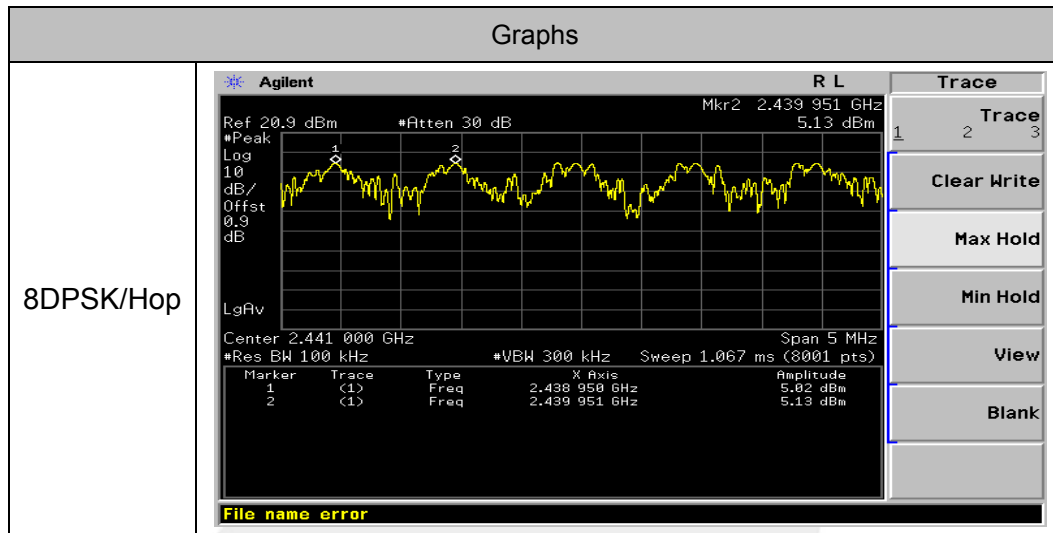 Graphs
8DPSK/Hop
Agilent
R L
Mkr2 2.439 951 GHz
Ref 20.9 dBm #Atten 30 dB 5.13 dBm
#Peak
Log
10
dB/
Offst
0.9
dB
LgAv
1
2
Center 2.441 000 GHz Span 5 MHz
#Res BW 100 kHz #VBW 300 kHz Sweep 1.067 ms (8001 pts)
Marker Trace Type X Axis Amplitude
1 (1) Freq 2.438 950 GHz 5.02 dBm
2 (1) Freq 2.439 951 GHz 5.13 dBm
File name error
Trace
Trace
1 2 3
Clear Write
Max Hold
Min Hold
View
Blank